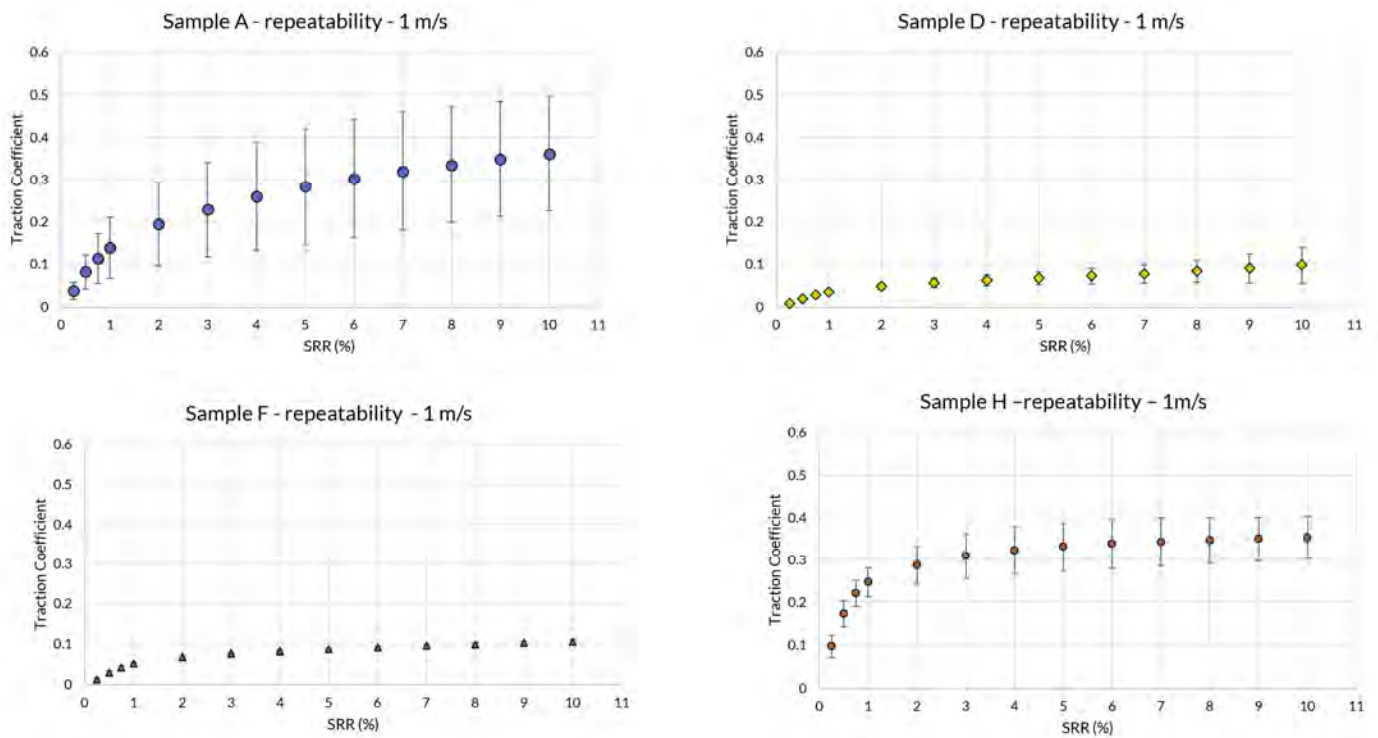 Sample A - repeatability - 1 m/s
0.6
0.5
0.4
0.3
0.2
0.1
0
Traction Coefficient
0 1 2 3 4 5 6 7 8 9 10 11
SRR (%)
Sample D - repeatability - 1 m/s
0.6
0.5
0.4
0.3
0.2
0.1
0
Traction Coefficient
0 1 2 3 4 5 6 7 8 9 10 11
SRR (%)
Sample F - repeatability - 1 m/s
0.6
0.5
0.4
0.3
0.2
0.1
0
Traction Coefficient
0 1 2 3 4 5 6 7 8 9 10 11
SRR (%)
Sample H –repeatability – 1m/s
0.6
0.5
0.4
0.3
0.2
0.1
0
Traction Coefficient
0 1 2 3 4 5 6 7 8 9 10 11
SRR (%)